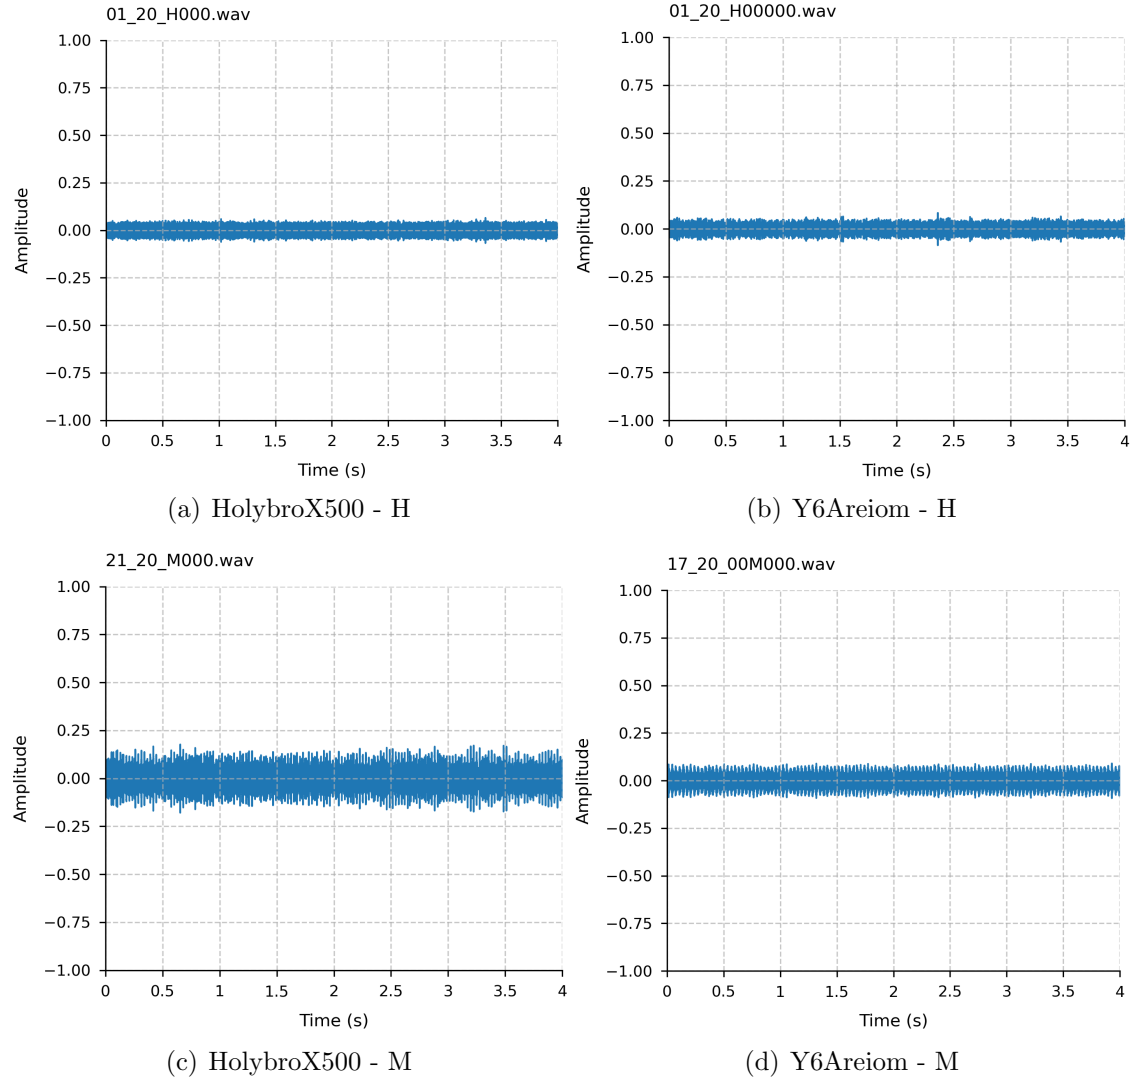 01_20_H000.wav
1.00
0.75
0.50
0.25
0.00
−0.25
−0.50
−0.75
−1.00
Amplitude
0 0.5 1 1.5 2 2.5 3 3.5 4
Time (s)
(a) HolybroX500 - H
01_20_H00000.wav
1.00
0.75
0.50
0.25
0.00
−0.25
−0.50
−0.75
−1.00
Amplitude
0 0.5 1 1.5 2 2.5 3 3.5 4
Time (s)
(b) Y6Areiom - H
21_20_M000.wav
1.00
0.75
0.50
0.25
0.00
−0.25
−0.50
−0.75
−1.00
Amplitude
0 0.5 1 1.5 2 2.5 3 3.5 4
Time (s)
(c) HolybroX500 - M
17_20_00M000.wav
1.00
0.75
0.50
0.25
0.00
−0.25
−0.50
−0.75
−1.00
Amplitude
0 0.5 1 1.5 2 2.5 3 3.5 4
Time (s)
(d) Y6Areiom - M